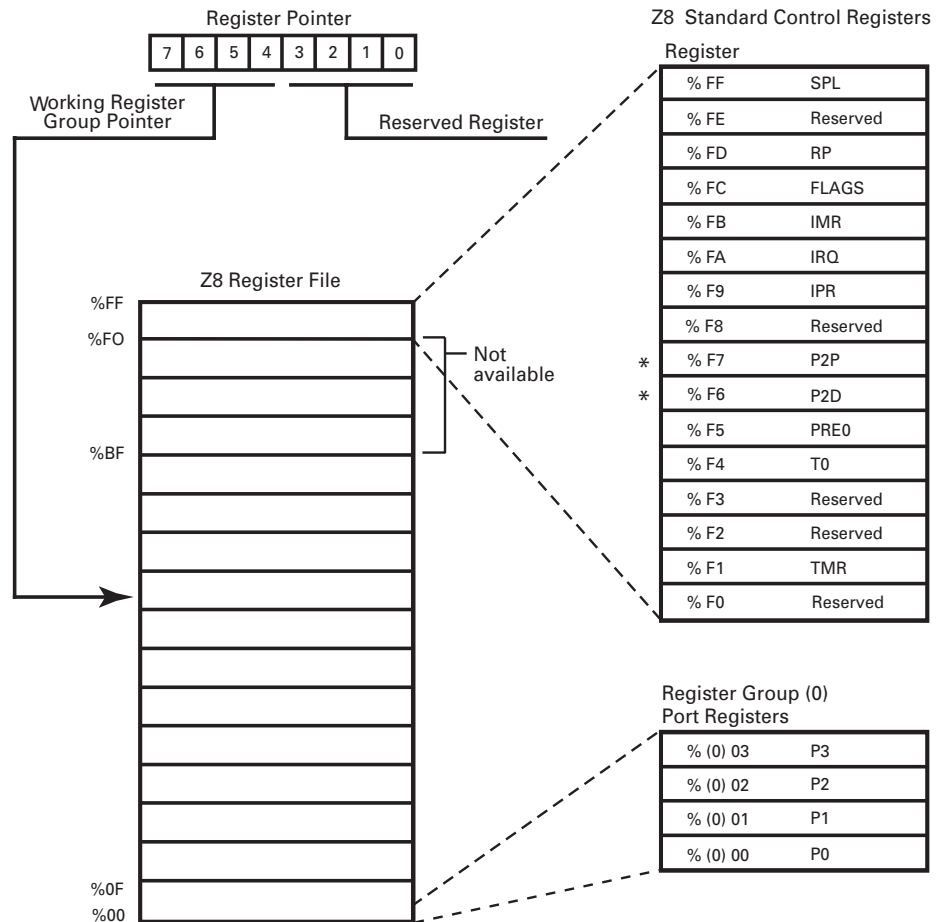 Register Pointer
7 6 5 4 3 2 1 0
Working Register
Group Pointer
Reserved Register
Z8 Register File
%FF
%FO
Not
available
%BF
%0F
%00
Z8 Standard Control Registers
Register
% FF SPL
% FE Reserved
% FD RP
% FC FLAGS
% FB IMR
% FA IRQ
% F9 IPR
% F8 Reserved
* % F7 P2P
* % F6 P2D
% F5 PRE0
% F4 T0
% F3 Reserved
% F2 Reserved
% F1 TMR
% F0 Reserved
Register Group (0)
Port Registers
% (0) 03 P3
% (0) 02 P2
% (0) 01 P1
% (0) 00 P0